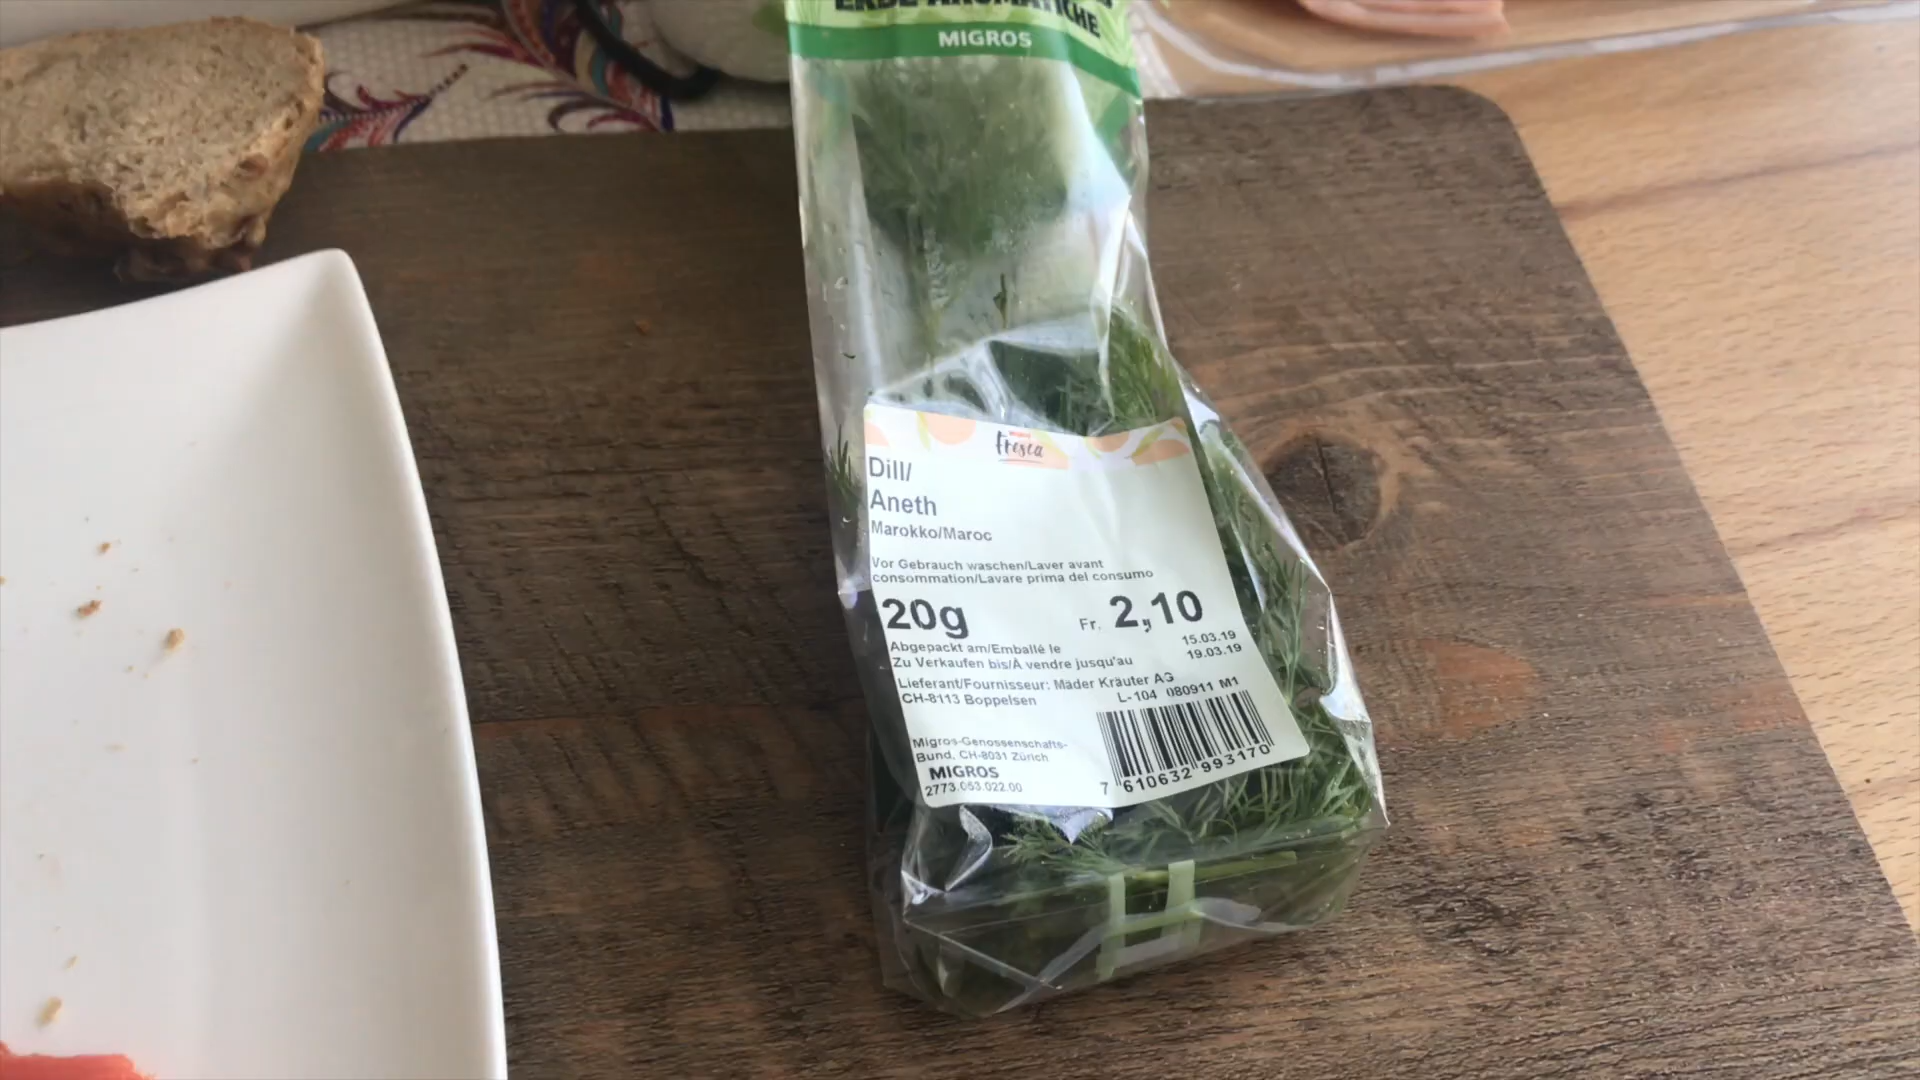 ERBE AROMATICHE
MIGROS
Fresca
Dill/
Aneth
Marokko/Maroc
Vor Gebrauch waschen/Laver avant
consommation/Lavare prima del consumo
20g Fr. 2,10
Abgepackt am/Emballé le 15.03.19
Zu Verkaufen bis/À vendre jusqu'au 19.03.19
Lieferant/Fournisseur: Mäder Kräuter AG
CH-8113 Boppelsen L-104 080911 M1
Migros-Genossenschafts-
Bund, CH-8031 Zürich
MIGROS
2773.053.022.00
7 610632 993170